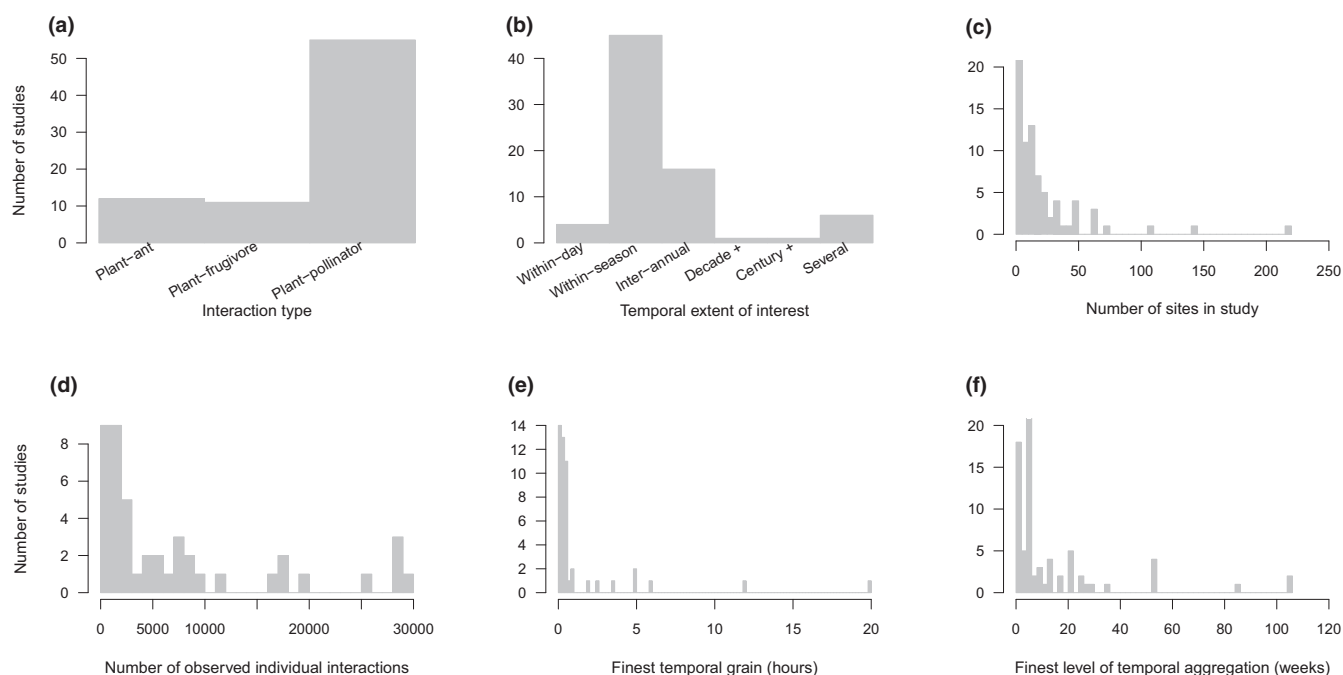 (a)
Number of studies
50
40
30
20
10
0
Plant−ant
Plant−frugivore
Plant−pollinator
Interaction type
(b)
40
30
20
10
0
Within−day
Within−season
Inter−annual
Decade +
Century +
Several
Temporal extent of interest
(c)
20
15
10
5
0
0 50 100 150 200 250
Number of sites in study
(d)
Number of studies
8
6
4
2
0
0 5000 10000 20000 30000
Number of observed individual interactions
(e)
14
12
10
8
6
4
2
0
0 5 10 15 20
Finest temporal grain (hours)
(f)
20
15
10
5
0
0 20 40 60 80 100 120
Finest level of temporal aggregation (weeks)